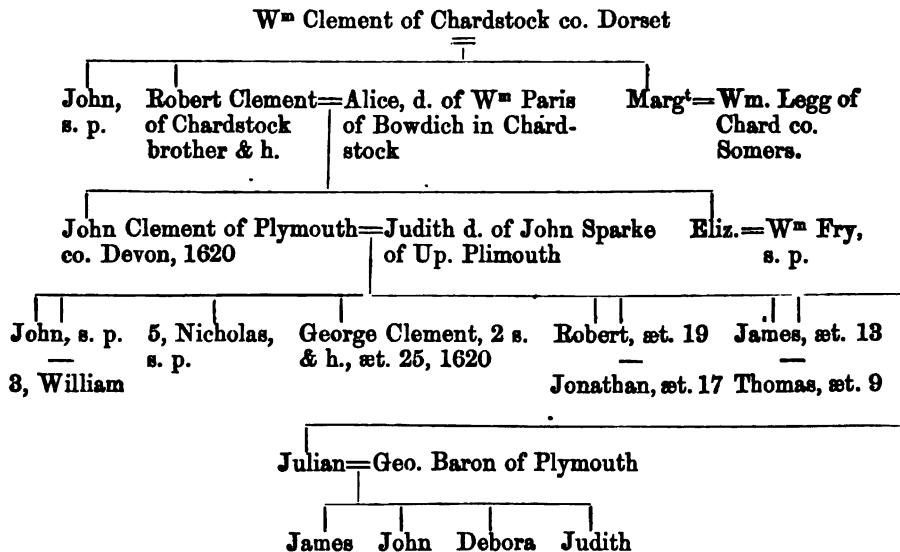 Wᵐ Clement of Chardstock co. Dorset
John, s. p.
Robert Clement=Alice, d. of Wᵐ Paris
of Chardstock of Bowdich in Chard-
brother & h. stock
Margᵗ=Wm. Legg of
Chard co.
Somers.
John Clement of Plymouth=Judith d. of John Sparke
co. Devon, 1620 of Up. Plimouth
Eliz.=Wᵐ Fry,
s. p.
John, s. p.
3, William
5, Nicholas,
s. p.
George Clement, 2 s.
& h., æt. 25, 1620
Robert, æt. 19
Jonathan, æt. 17
James, æt. 13
Thomas, æt. 9
Julian=Geo. Baron of Plymouth
James John Debora Judith